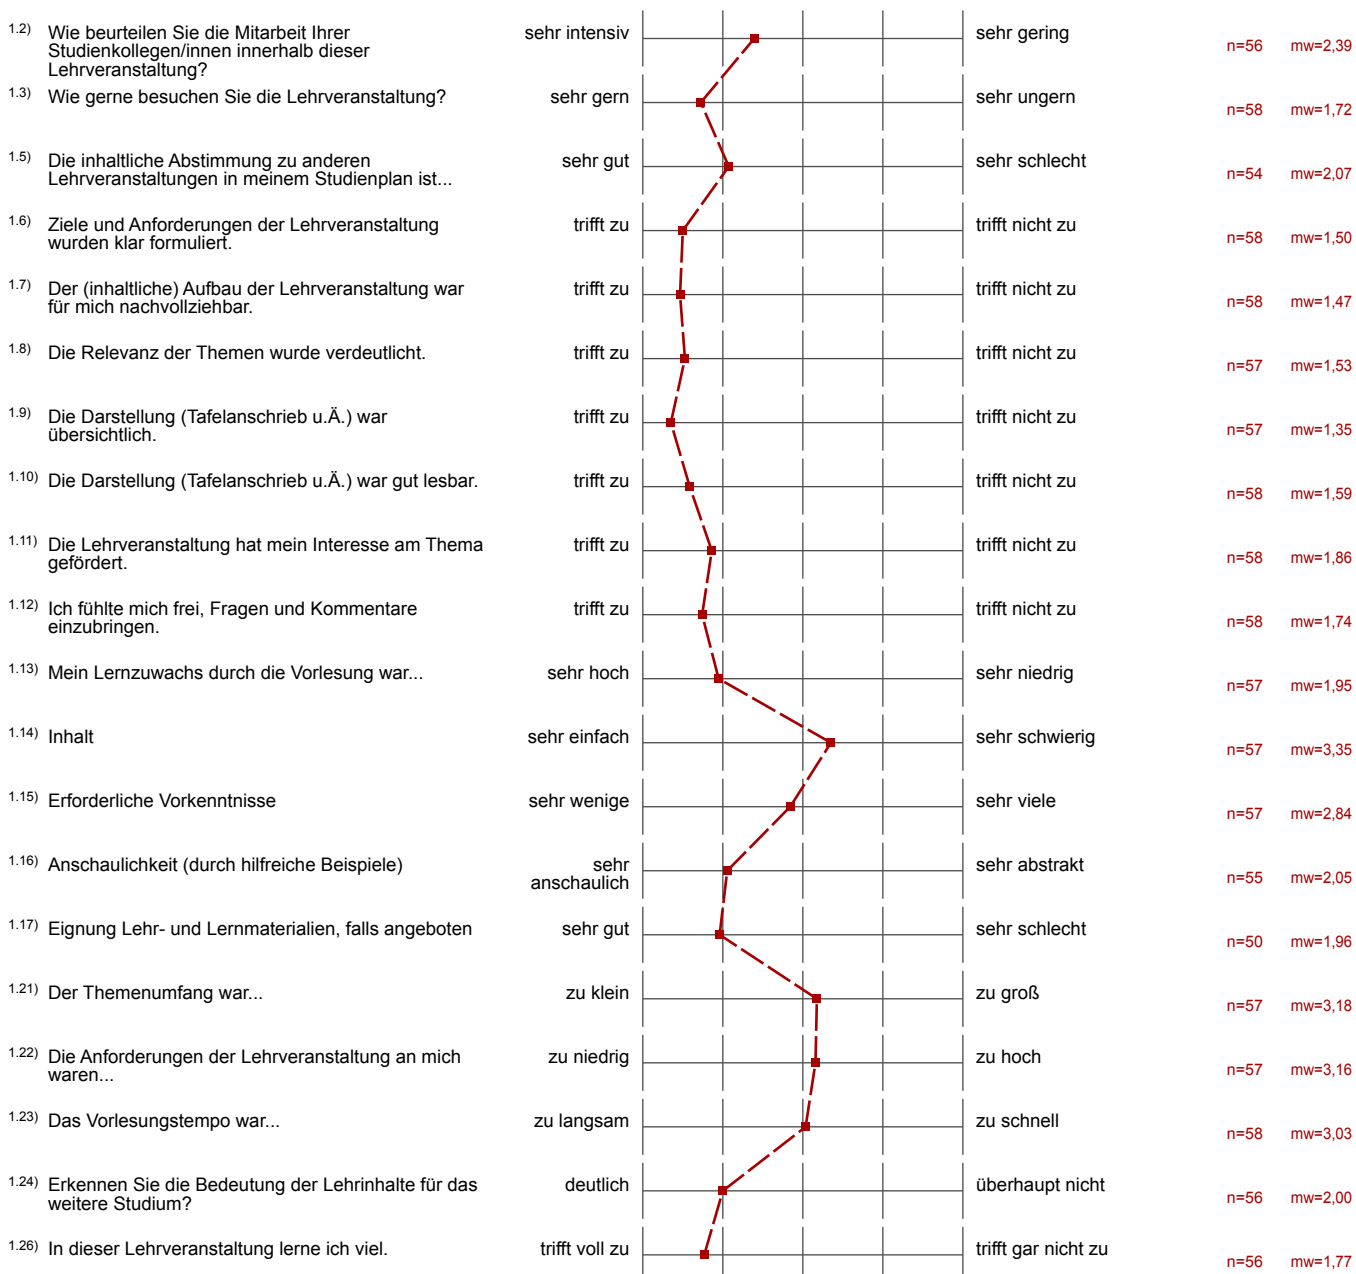 1.2) Wie beurteilen Sie die Mitarbeit Ihrer
Studienkollegen/innen innerhalb dieser
Lehrveranstaltung?
sehr intensiv sehr gering n=56 mw=2,39
1.3) Wie gerne besuchen Sie die Lehrveranstaltung? sehr gern sehr ungern n=58 mw=1,72
1.5) Die inhaltliche Abstimmung zu anderen
Lehrveranstaltungen in meinem Studienplan ist...
sehr gut sehr schlecht n=54 mw=2,07
1.6) Ziele und Anforderungen der Lehrveranstaltung
wurden klar formuliert.
trifft zu trifft nicht zu n=58 mw=1,50
1.7) Der (inhaltliche) Aufbau der Lehrveranstaltung war
für mich nachvollziehbar.
trifft zu trifft nicht zu n=58 mw=1,47
1.8) Die Relevanz der Themen wurde verdeutlicht. trifft zu trifft nicht zu n=57 mw=1,53
1.9) Die Darstellung (Tafelanschrieb u.Ä.) war
übersichtlich.
trifft zu trifft nicht zu n=57 mw=1,35
1.10) Die Darstellung (Tafelanschrieb u.Ä.) war gut lesbar. trifft zu trifft nicht zu n=58 mw=1,59
1.11) Die Lehrveranstaltung hat mein Interesse am Thema
gefördert.
trifft zu trifft nicht zu n=58 mw=1,86
1.12) Ich fühlte mich frei, Fragen und Kommentare
einzubringen.
trifft zu trifft nicht zu n=58 mw=1,74
1.13) Mein Lernzuwachs durch die Vorlesung war... sehr hoch sehr niedrig n=57 mw=1,95
1.14) Inhalt sehr einfach sehr schwierig n=57 mw=3,35
1.15) Erforderliche Vorkenntnisse sehr wenige sehr viele n=57 mw=2,84
1.16) Anschaulichkeit (durch hilfreiche Beispiele) sehr
anschaulich
sehr abstrakt n=55 mw=2,05
1.17) Eignung Lehr- und Lernmaterialien, falls angeboten sehr gut sehr schlecht n=50 mw=1,96
1.21) Der Themenumfang war... zu klein zu groß n=57 mw=3,18
1.22) Die Anforderungen der Lehrveranstaltung an mich
waren...
zu niedrig zu hoch n=57 mw=3,16
1.23) Das Vorlesungstempo war... zu langsam zu schnell n=58 mw=3,03
1.24) Erkennen Sie die Bedeutung der Lehrinhalte für das
weitere Studium?
deutlich überhaupt nicht n=56 mw=2,00
1.26) In dieser Lehrveranstaltung lerne ich viel. trifft voll zu trifft gar nicht zu n=56 mw=1,77